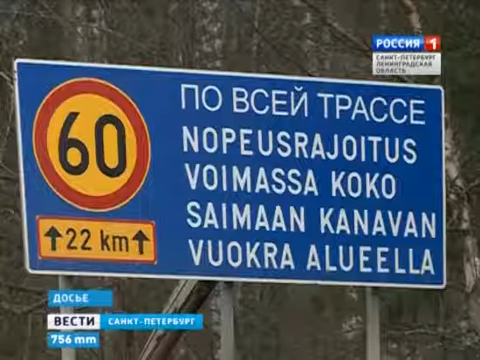 РОССИЯ 1
САНКТ-ПЕТЕРБУРГ
ЛЕНИНГРАДСКАЯ
ОБЛАСТЬ
60
22 km
ПО ВСЕЙ ТРАССЕ
NOPEUSRAJOITUS
VOIMASSA KOKO
SAIMAAN KANAVAN
VUOKRA ALUEELLA
ДОСЬЕ
ВЕСТИ САНКТ-ПЕТЕРБУРГ
756 mm